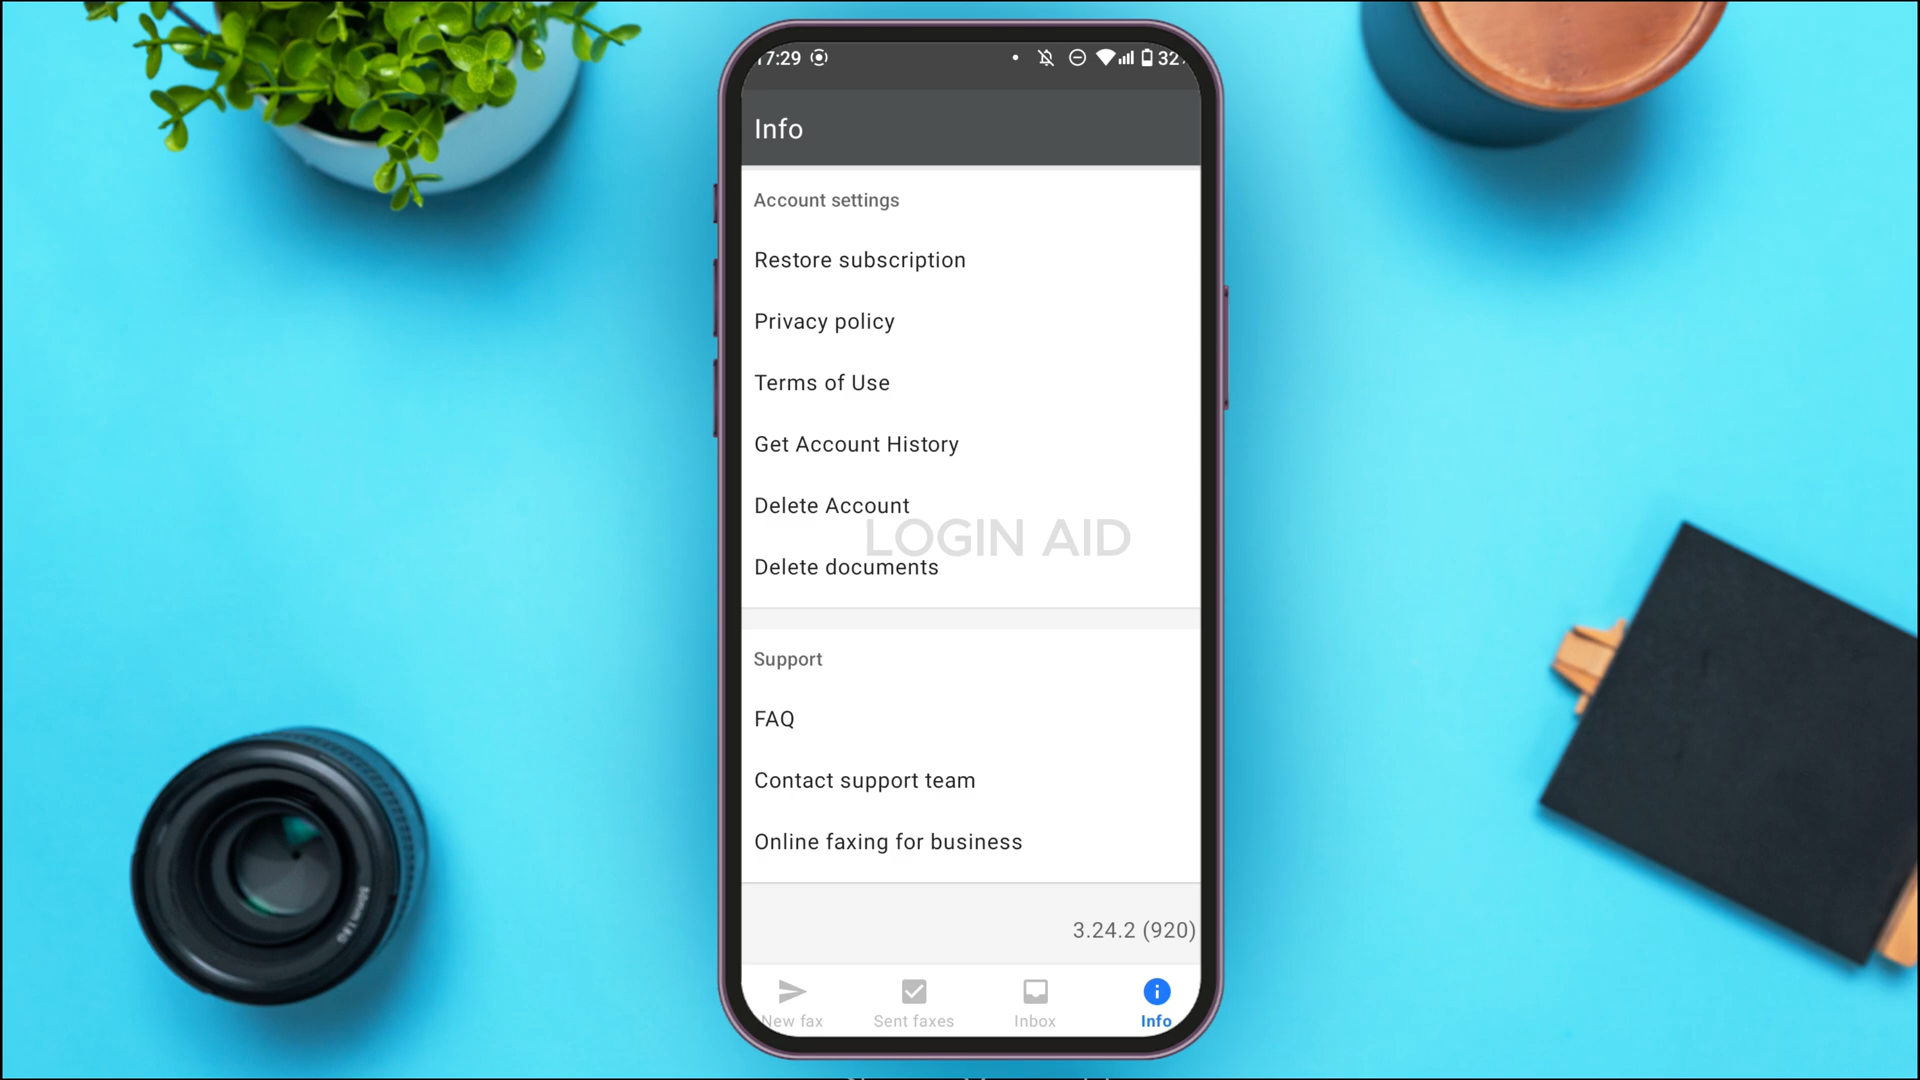 17:29 32
Info
Account settings
Restore subscription
Privacy policy
Terms of Use
Get Account History
Delete Account
LOGIN AID
Delete documents
Support
FAQ
Contact support team
Online faxing for business
3.24.2 (920)
New fax Sent faxes Inbox Info